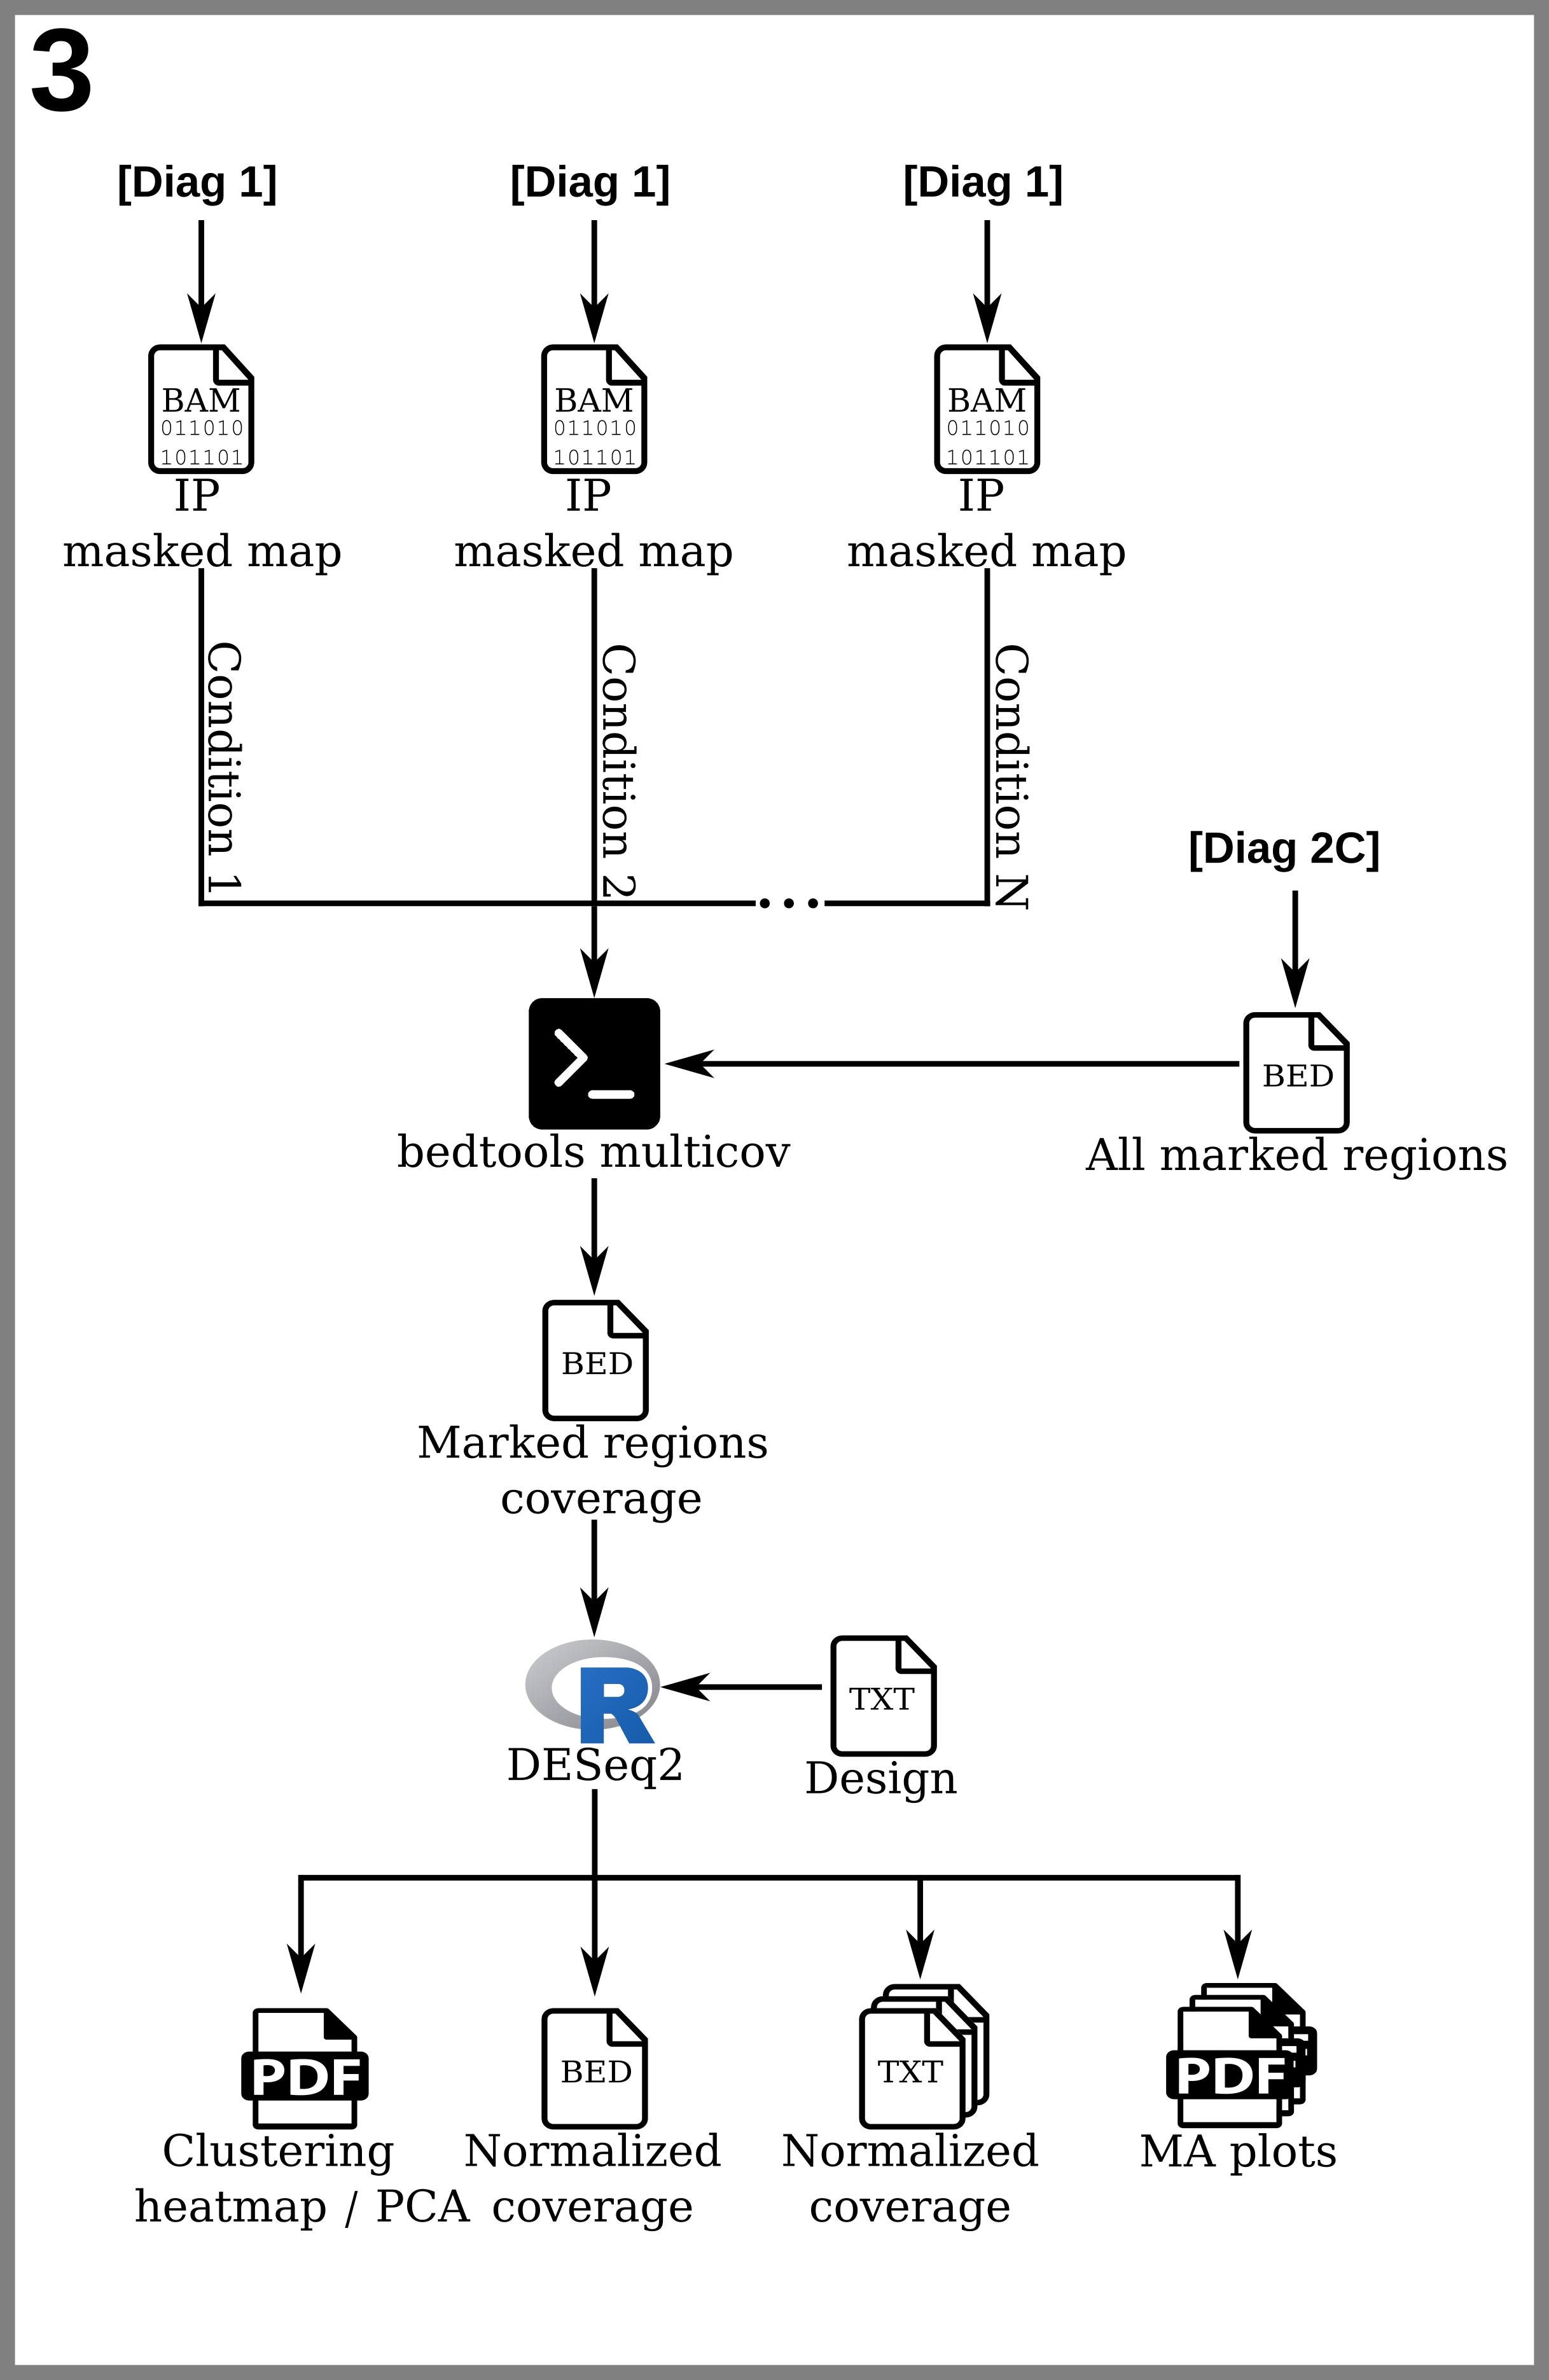 3
[Diag 1]
[Diag 1]
[Diag 1]
BAM
011010
101101
IP
masked map
BAM
011010
101101
IP
masked map
BAM
011010
101101
IP
masked map
Condition 1
Condition 2
Condition N
...
[Diag 2C]
>_
bedtools multicov
BED
All marked regions
BED
Marked regions
coverage
R
DESeq2
TXT
Design
PDF
Clustering
heatmap / PCA
BED
Normalized
coverage
TXT
Normalized
coverage
PDF
MA plots